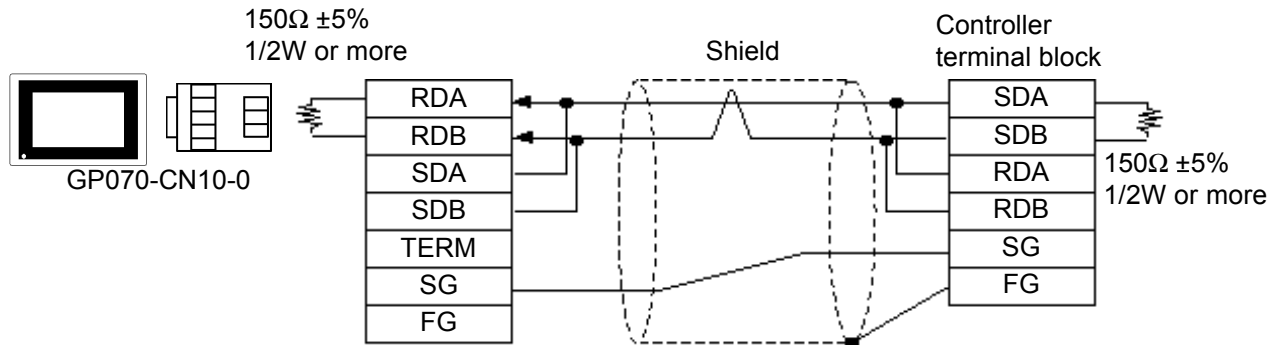 150Ω ±5%
1/2W or more
Shield
Controller
terminal block
GP070-CN10-0
RDA
RDB
SDA
SDB
TERM
SG
FG
SDA
SDB
RDA
RDB
SG
FG
150Ω ±5%
1/2W or more